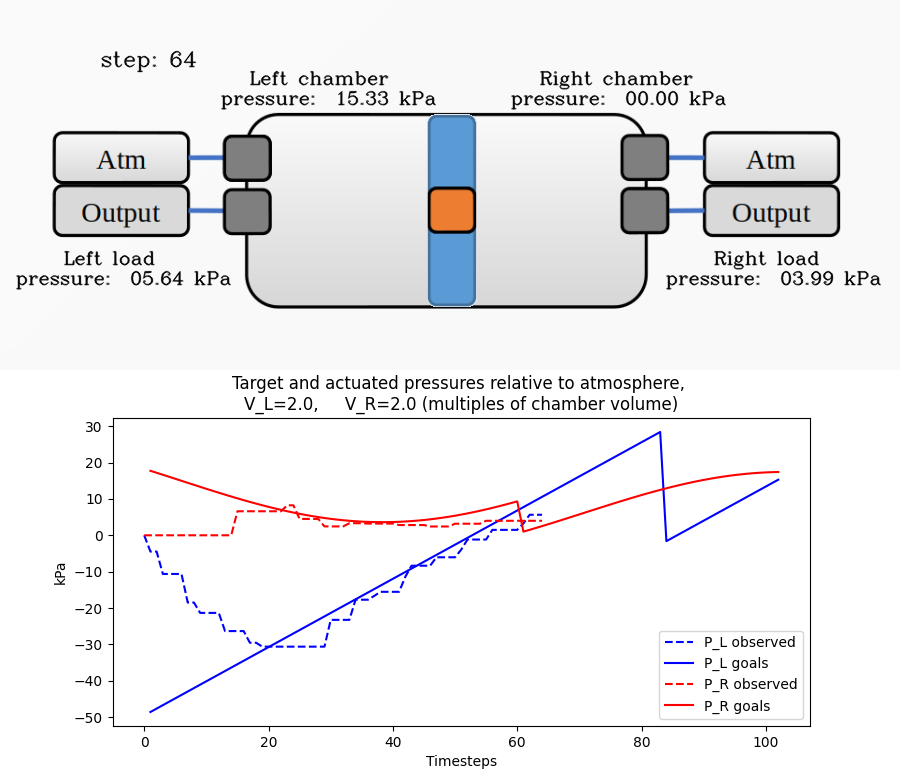 step: 64
Left chamber
pressure: 15.33 kPa
Right chamber
pressure: 00.00 kPa
Atm
Output
Atm
Output
Left load
pressure: 05.64 kPa
Right load
pressure: 03.99 kPa
Target and actuated pressures relative to atmosphere,
V_L=2.0, V_R=2.0 (multiples of chamber volume)
30
20
10
0
−10
−20
−30
−40
−50
kPa
0 20 40 60 80 100
Timesteps
P_L observed
P_L goals
P_R observed
P_R goals